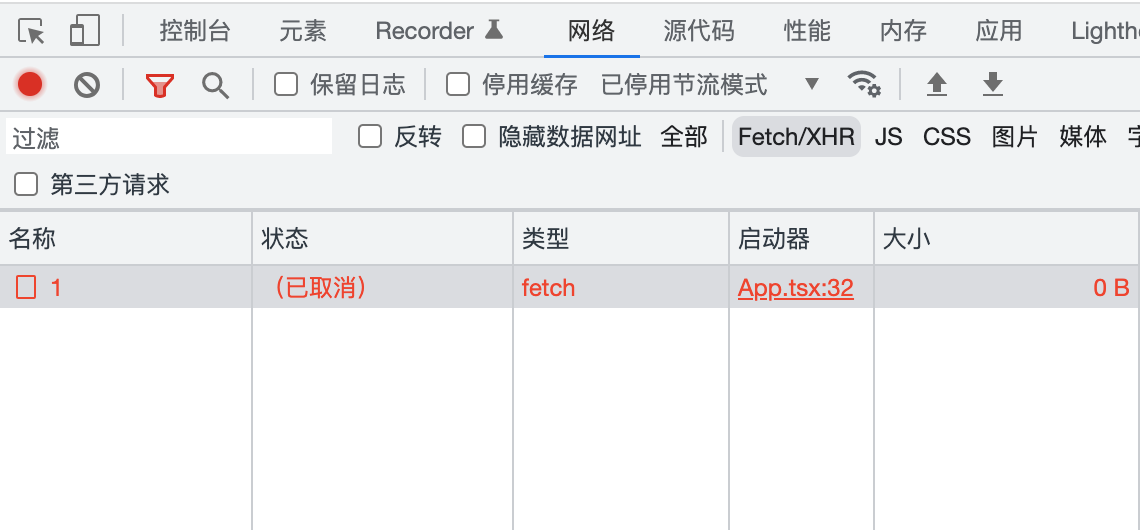 控制台 元素 Recorder 网络 源代码 性能 内存 应用 Lighth
保留日志 停用缓存 已停用节流模式
过滤 反转 隐藏数据网址 全部 Fetch/XHR JS CSS 图片 媒体
第三方请求
名称 状态 类型 启动器 大小
1 （已取消） fetch App.tsx:32 0 B